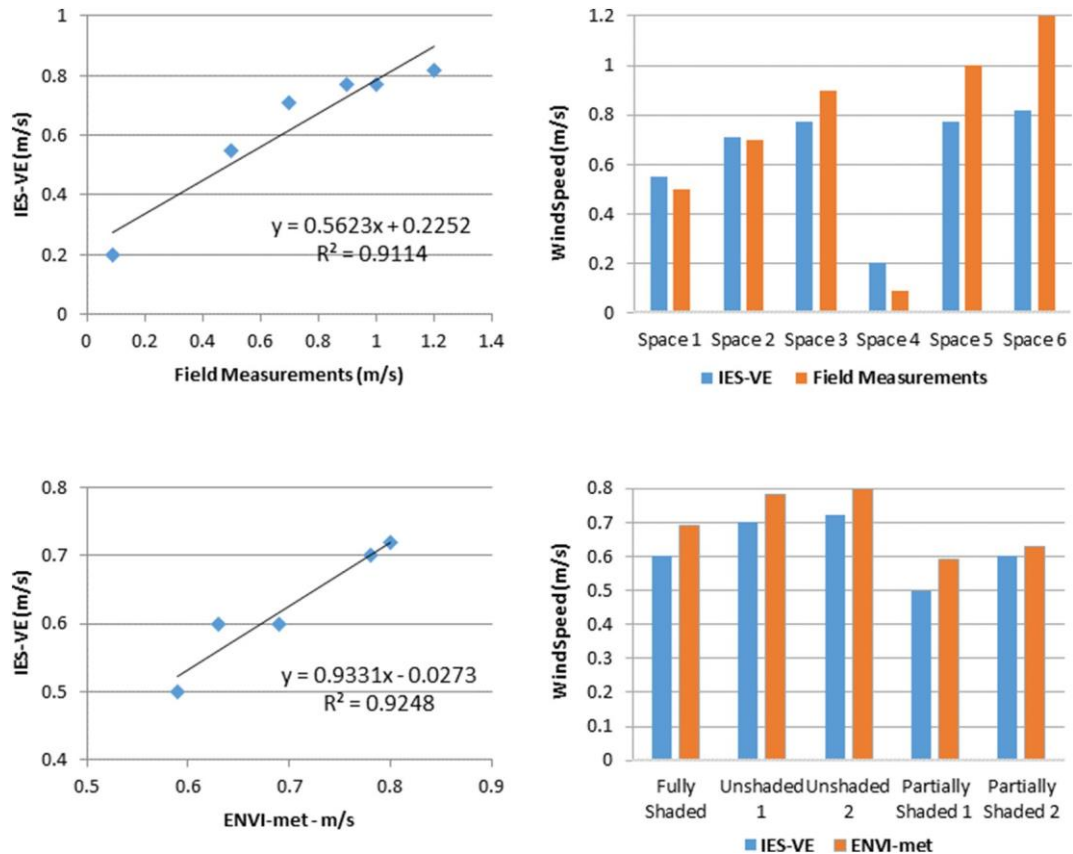 1
0.8
0.6
0.4
0.2
0
IES-VE (m/s)
y = 0.5623x + 0.2252
R² = 0.9114
0 0.2 0.4 0.6 0.8 1 1.2 1.4
Field Measurements (m/s)
1.2
1
0.8
0.6
0.4
0.2
0
WindSpeed(m/s)
Space 1 Space 2 Space 3 Space 4 Space 5 Space 6
IES-VE Field Measurements
0.8
0.7
0.6
0.5
0.4
IES-VE (m/s)
y = 0.9331x - 0.0273
R² = 0.9248
0.5 0.6 0.7 0.8 0.9
ENVI-met - m/s
0.8
0.7
0.6
0.5
0.4
0.3
0.2
0.1
0
WindSpeed(m/s)
Fully Unshaded Unshaded Partially Partially
Shaded 1 2 Shaded 1 Shaded 2
IES-VE ENVI-met